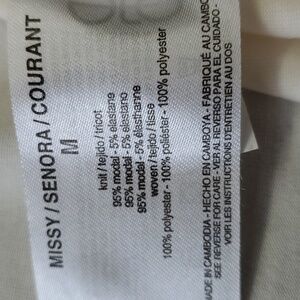 MISSY / SENORA / COURANT
M
knit / tejido / tricot
95% modal - 5% elastane
95% modal - 5% elastano
95% modal - 5% élasthanne
woven / tejido / tissé
100% polyester - 100% poliéster - 100% polyester
MADE IN CAMBODIA - HECHO EN CAMBOYA - FABRIQUÉ AU CAMBO
SEE REVERSE FOR CARE - VER AL REVERSO PARA EL CUIDADO -
VOIR LES INSTRUCTIONS D'ENTRETIEN AU DOS